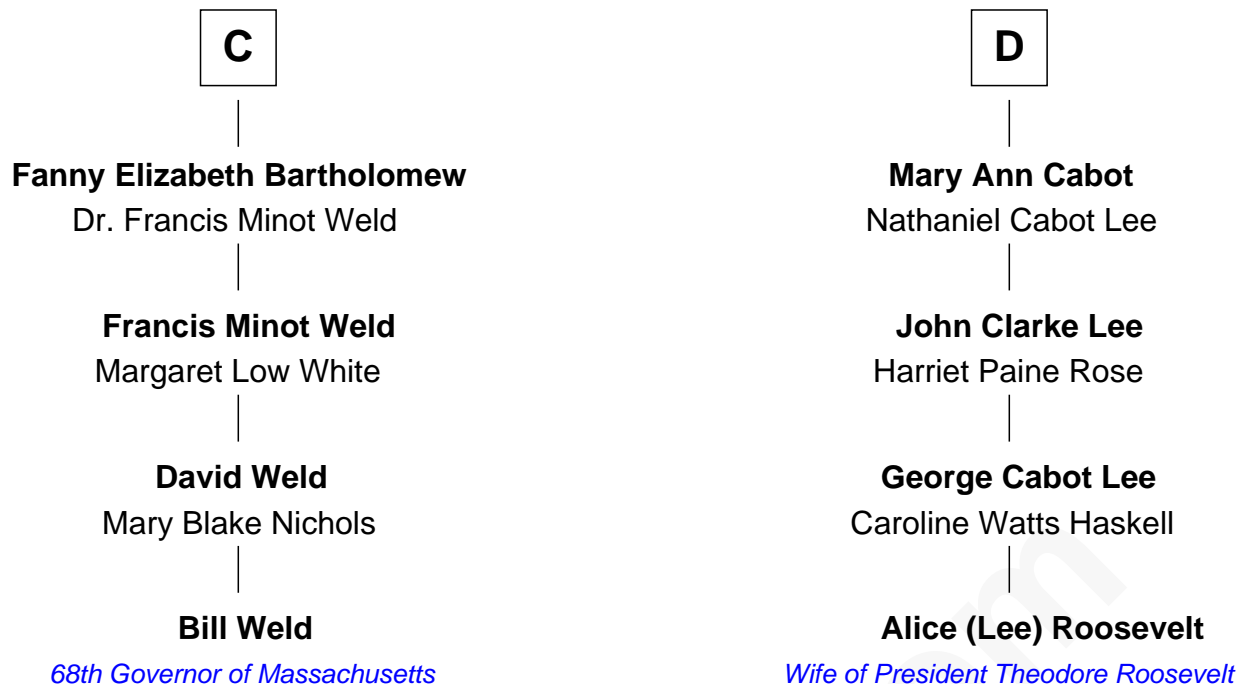 C
Fanny Elizabeth Bartholomew
Dr. Francis Minot Weld
Francis Minot Weld
Margaret Low White
David Weld
Mary Blake Nichols
Bill Weld
68th Governor of Massachusetts
D
Mary Ann Cabot
Nathaniel Cabot Lee
John Clarke Lee
Harriet Paine Rose
George Cabot Lee
Caroline Watts Haskell
Alice (Lee) Roosevelt
Wife of President Theodore Roosevelt